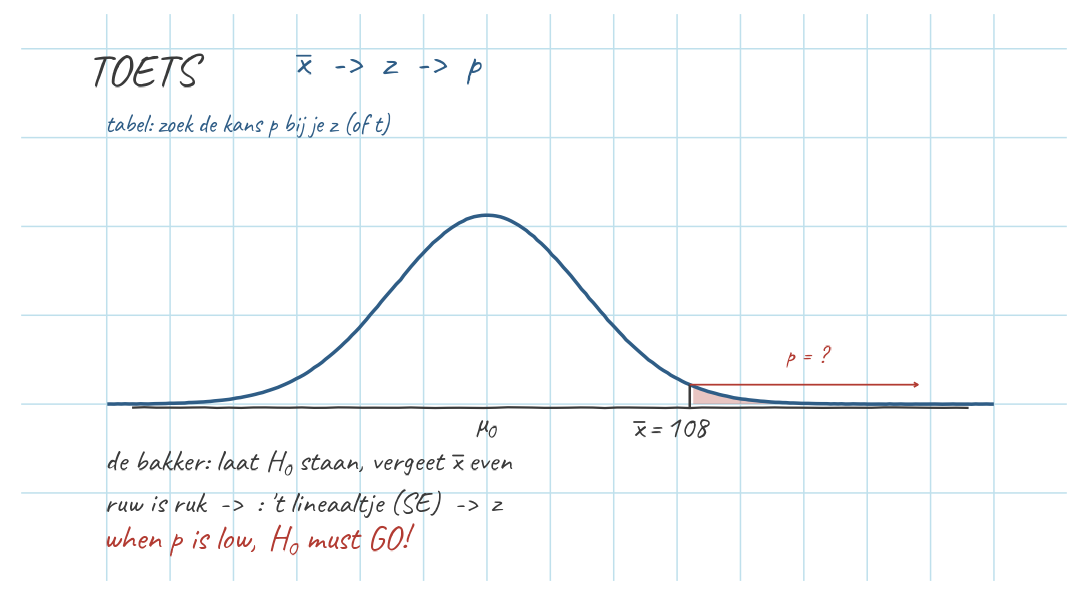 TOETS
x̄ -> z -> p
tabel: zoek de kans p bij je z (of t)
p = ?
μ₀
x̄ = 108
de bakker: laat H₀ staan, vergeet x̄ even
ruw is ruk -> : 't lineaaltje (SE) -> z
when p is low, H₀ must GO!